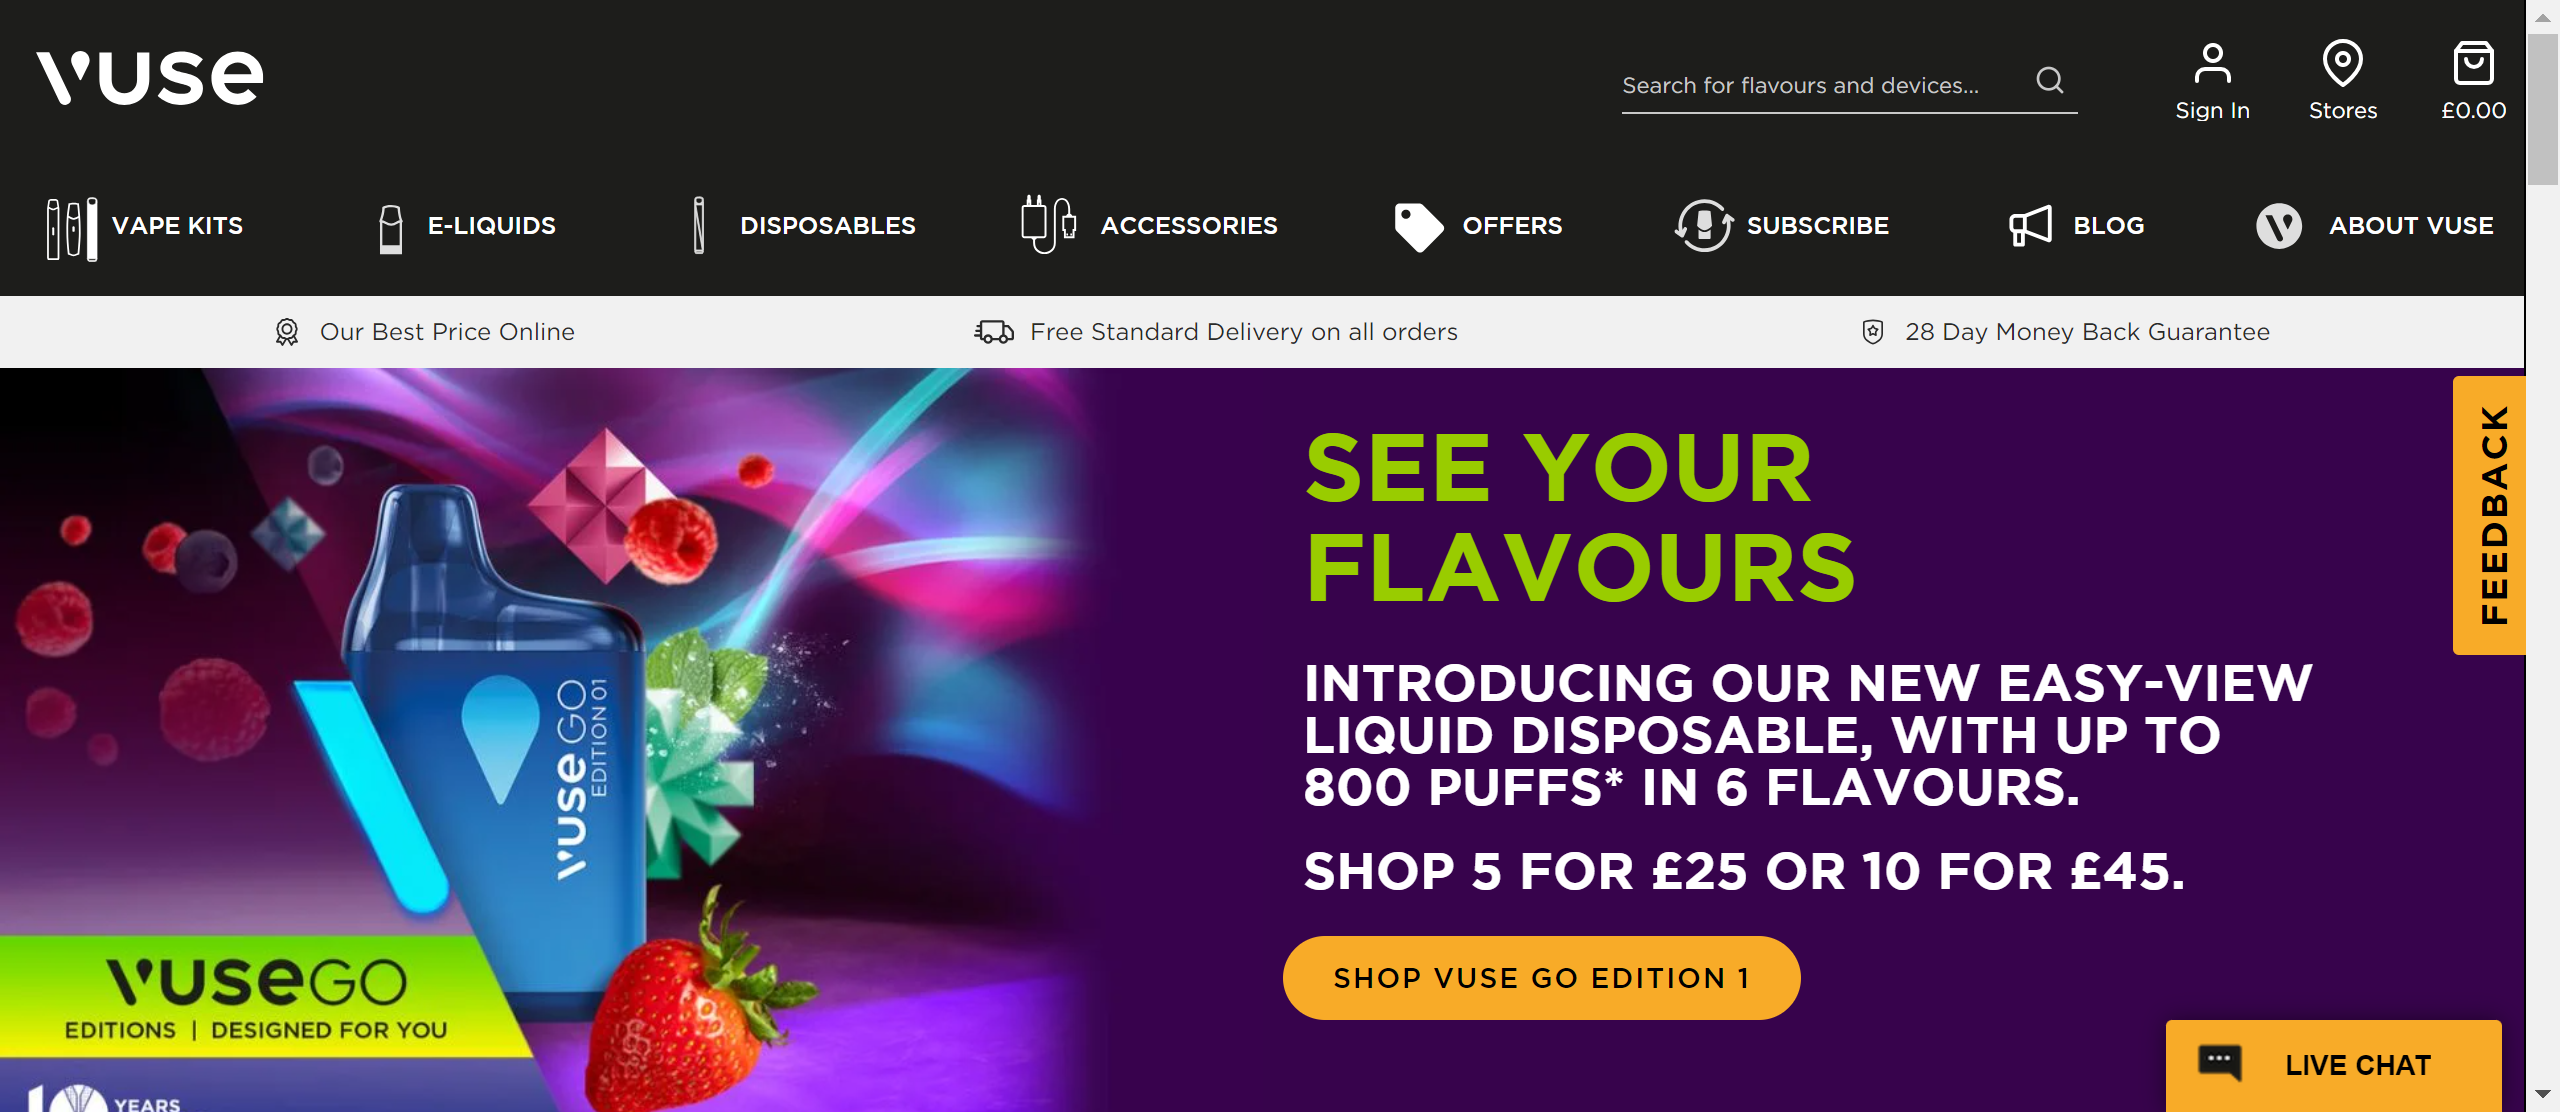 vuse
Search for flavours and devices...
Sign In
Stores
£0.00
VAPE KITS
E-LIQUIDS
DISPOSABLES
ACCESSORIES
OFFERS
SUBSCRIBE
BLOG
ABOUT VUSE
Our Best Price Online
Free Standard Delivery on all orders
28 Day Money Back Guarantee
FEEDBACK
SEE YOUR
FLAVOURS
INTRODUCING OUR NEW EASY-VIEW
LIQUID DISPOSABLE, WITH UP TO
800 PUFFS* IN 6 FLAVOURS.
SHOP 5 FOR £25 OR 10 FOR £45.
SHOP VUSE GO EDITION 1
vuse GO
EDITION 01
vuse GO
EDITIONS | DESIGNED FOR YOU
10 YEARS
LIVE CHAT